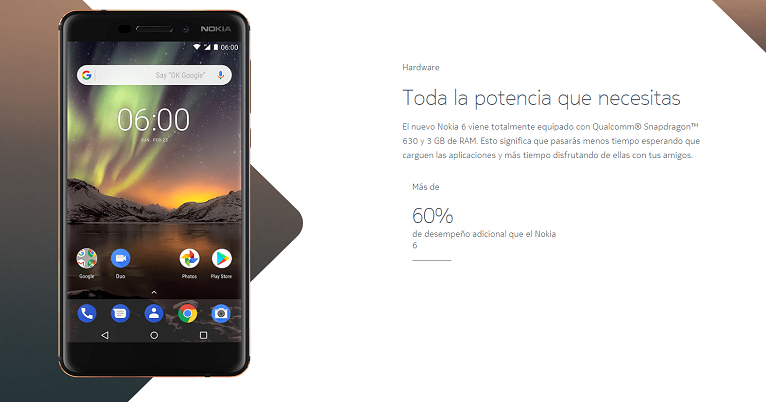 NOKIA
06:00
Say "OK Google"
06:00
SUN, FEB 25
Google
Duo
Photos
Play Store
Hardware
Toda la potencia que necesitas
El nuevo Nokia 6 viene totalmente equipado con Qualcomm® Snapdragon™
630 y 3 GB de RAM. Esto significa que pasarás menos tiempo esperando que
carguen las aplicaciones y más tiempo disfrutando de ellas con tus amigos.
Más de
60%
de desempeño adicional que el Nokia
6